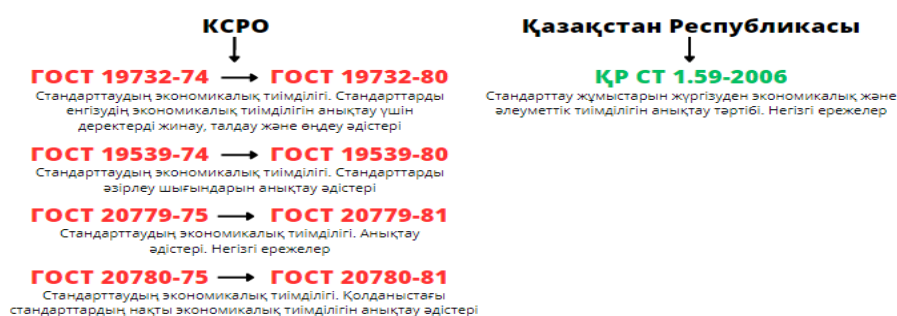 КСРО
ГОСТ 19732-74 → ГОСТ 19732-80
Стандарттаудың экономикалық тиімділігі. Стандарттарды
енгізудің экономикалық тиімділігін анықтау үшін
деректерді жинау, талдау және өңдеу әдістері
ГОСТ 19539-74 → ГОСТ 19539-80
Стандарттаудың экономикалық тиімділігі. Стандарттарды
әзірлеу шығындарын анықтау әдістері
ГОСТ 20779-75 → ГОСТ 20779-81
Стандарттаудың экономикалық тиімділігі. Анықтау
әдістері. Негізгі ережелер
ГОСТ 20780-75 → ГОСТ 20780-81
Стандарттаудың экономикалық тиімділігі. Қолданыстағы
стандарттардың нақты экономикалық тиімділігін анықтау әдістері
Қазақстан Республикасы
ҚР СТ 1.59-2006
Стандарттау жұмыстарын жүргізуден экономикалық және
әлеуметтік тиімділігін анықтау тәртібі. Негізгі ережелер